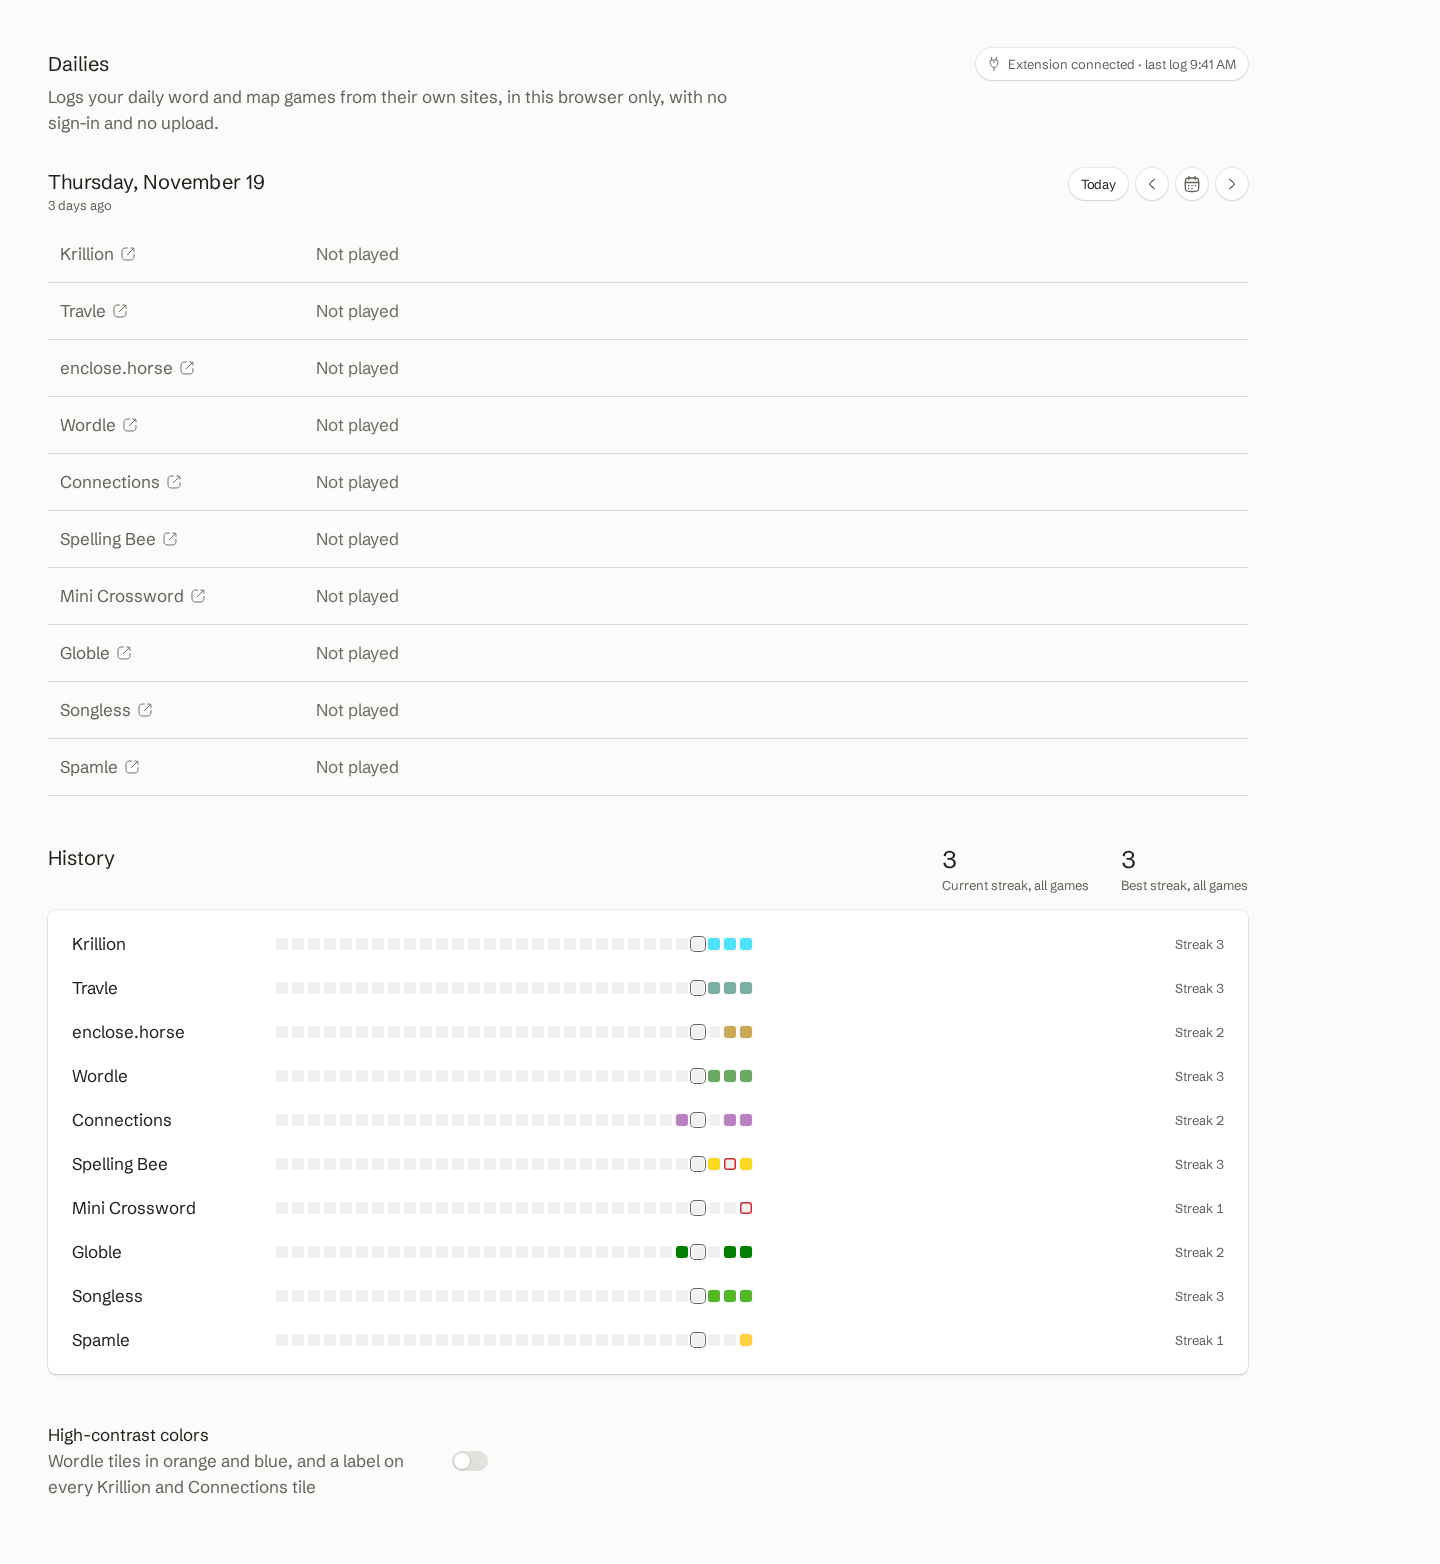 Dailies
Extension connected · last log 9:41 AM
Logs your daily word and map games from their own sites, in this browser only, with no
sign-in and no upload.
Thursday, November 19
Today
3 days ago
Krillion Not played
Travle Not played
enclose.horse Not played
Wordle Not played
Connections Not played
Spelling Bee Not played
Mini Crossword Not played
Globle Not played
Songless Not played
Spamle Not played
History
3
Current streak, all games
3
Best streak, all games
Krillion Streak 3
Travle Streak 3
enclose.horse Streak 2
Wordle Streak 3
Connections Streak 2
Spelling Bee Streak 3
Mini Crossword Streak 1
Globle Streak 2
Songless Streak 3
Spamle Streak 1
High-contrast colors
Wordle tiles in orange and blue, and a label on
every Krillion and Connections tile